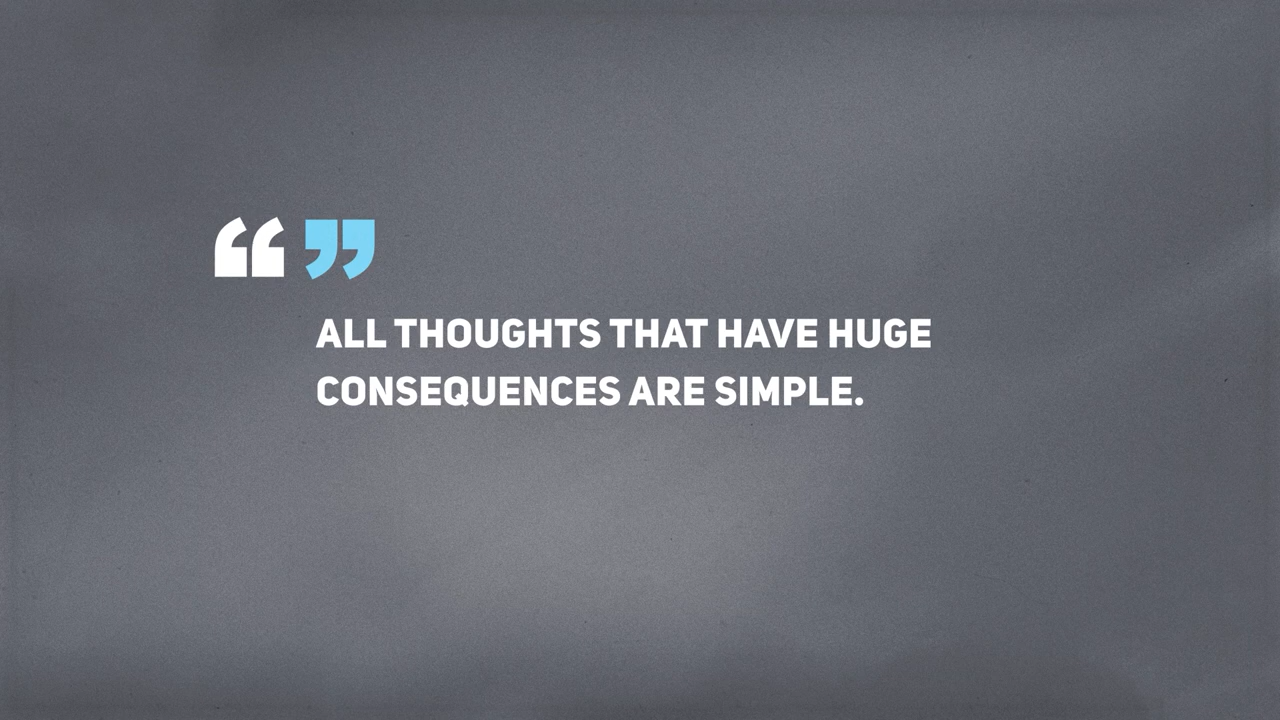 “ ”
ALL THOUGHTS THAT HAVE HUGE
CONSEQUENCES ARE SIMPLE.